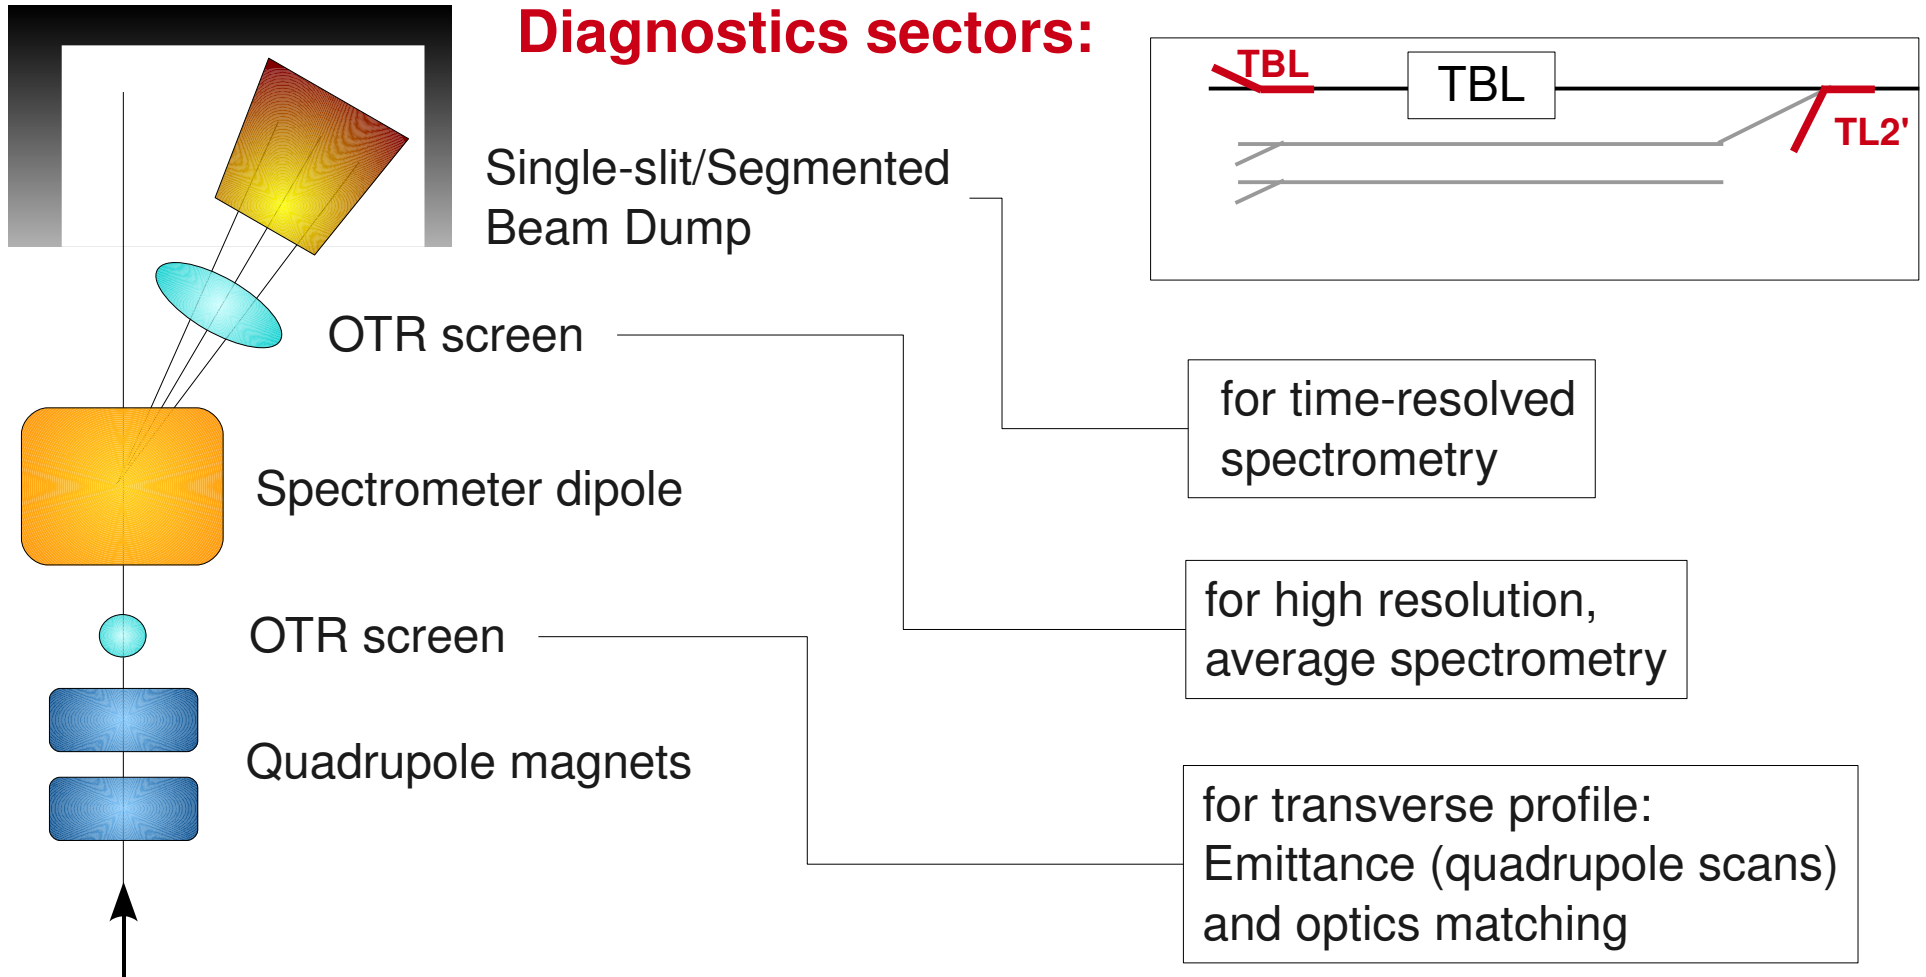 Diagnostics sectors:
TBL
TBL
TL2'
Single-slit/Segmented
Beam Dump
OTR screen
for time-resolved
spectrometry
Spectrometer dipole
for high resolution,
average spectrometry
OTR screen
Quadrupole magnets
for transverse profile:
Emittance (quadrupole scans)
and optics matching